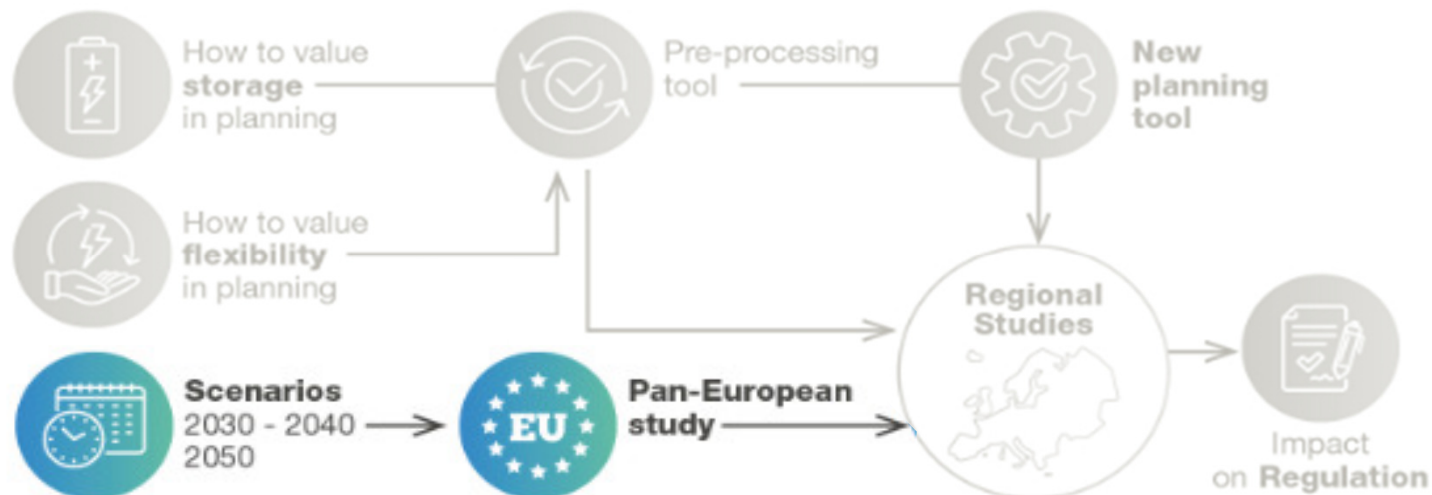 How to value
storage
in planning
Pre-processing
tool
New
planning
tool
How to value
flexibility
in planning
Regional
Studies
Scenarios
2030 - 2040
2050
EU
Pan-European
study
Impact
on Regulation